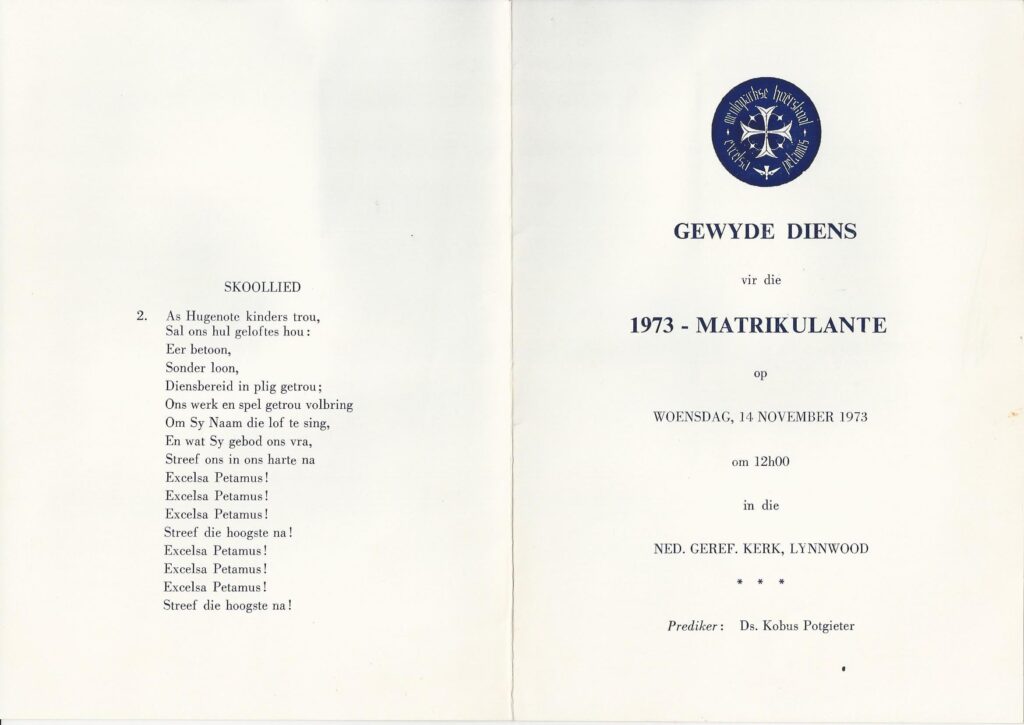 SKOOLLIED
2. As Hugenote kinders trou,
Sal ons hul geloftes hou:
Eer betoon,
Sonder loon,
Diensbereid in plig getrou;
Ons werk en spel getrou volbring
Om Sy Naam die lof te sing,
En wat Sy gebod ons vra,
Streef ons in ons harte na
Excelsa Petamus!
Excelsa Petamus!
Excelsa Petamus!
Streef die hoogste na!
Excelsa Petamus!
Excelsa Petamus!
Excelsa Petamus!
Streef die hoogste na!
menloparkse hoërskool
excelsa petamus
GEWYDE DIENS
vir die
1973 - MATRIKULANTE
op
WOENSDAG, 14 NOVEMBER 1973
om 12h00
in die
NED. GEREF. KERK, LYNNWOOD
* * *
Prediker: Ds. Kobus Potgieter